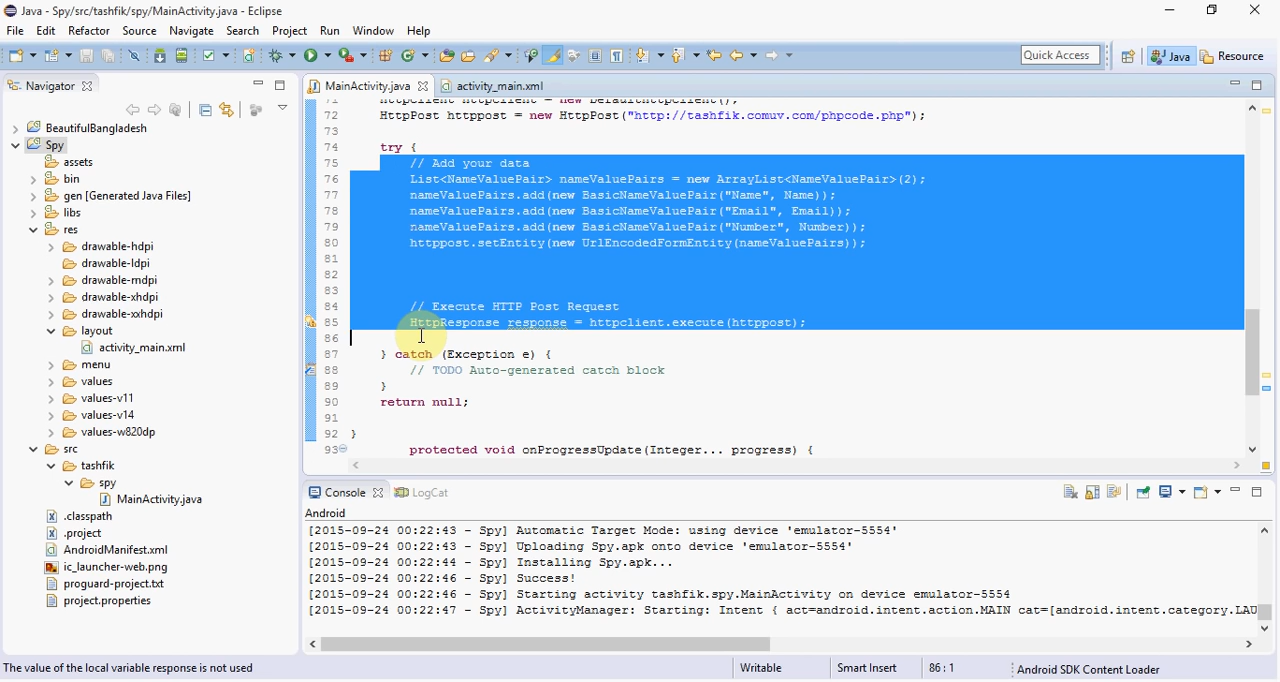 Java - Spy/src/tashfik/spy/MainActivity.java - Eclipse
File Edit Refactor Source Navigate Search Project Run Window Help
Quick Access Java Resource
Navigator
MainActivity.java activity_main.xml
BeautifulBangladesh
Spy
assets
bin
gen [Generated Java Files]
libs
res
drawable-hdpi
drawable-ldpi
drawable-mdpi
drawable-xhdpi
drawable-xxhdpi
layout
activity_main.xml
menu
values
values-v11
values-v14
values-w820dp
src
tashfik
spy
MainActivity.java
.classpath
.project
AndroidManifest.xml
ic_launcher-web.png
proguard-project.txt
project.properties
71 HttpClient httpclient = new DefaultHttpClient();
72 HttpPost httppost = new HttpPost("http://tashfik.comuv.com/phpcode.php");
73
74 try {
75 // Add your data
76 List<NameValuePair> nameValuePairs = new ArrayList<NameValuePair>(2);
77 nameValuePairs.add(new BasicNameValuePair("Name", Name));
78 nameValuePairs.add(new BasicNameValuePair("Email", Email));
79 nameValuePairs.add(new BasicNameValuePair("Number", Number));
80 httppost.setEntity(new UrlEncodedFormEntity(nameValuePairs));
81
82
83
84 // Execute HTTP Post Request
85 HttpResponse response = httpclient.execute(httppost);
86
87 } catch (Exception e) {
88 // TODO Auto-generated catch block
89 }
90 return null;
91
92 }
93 protected void onProgressUpdate(Integer... progress) {
Console LogCat
Android
[2015-09-24 00:22:43 - Spy] Automatic Target Mode: using device 'emulator-5554'
[2015-09-24 00:22:43 - Spy] Uploading Spy.apk onto device 'emulator-5554'
[2015-09-24 00:22:44 - Spy] Installing Spy.apk...
[2015-09-24 00:22:46 - Spy] Success!
[2015-09-24 00:22:46 - Spy] Starting activity tashfik.spy.MainActivity on device emulator-5554
[2015-09-24 00:22:47 - Spy] ActivityManager: Starting: Intent { act=android.intent.action.MAIN cat=[android.intent.category.LAU
The value of the local variable response is not used Writable Smart Insert 86 : 1 Android SDK Content Loader